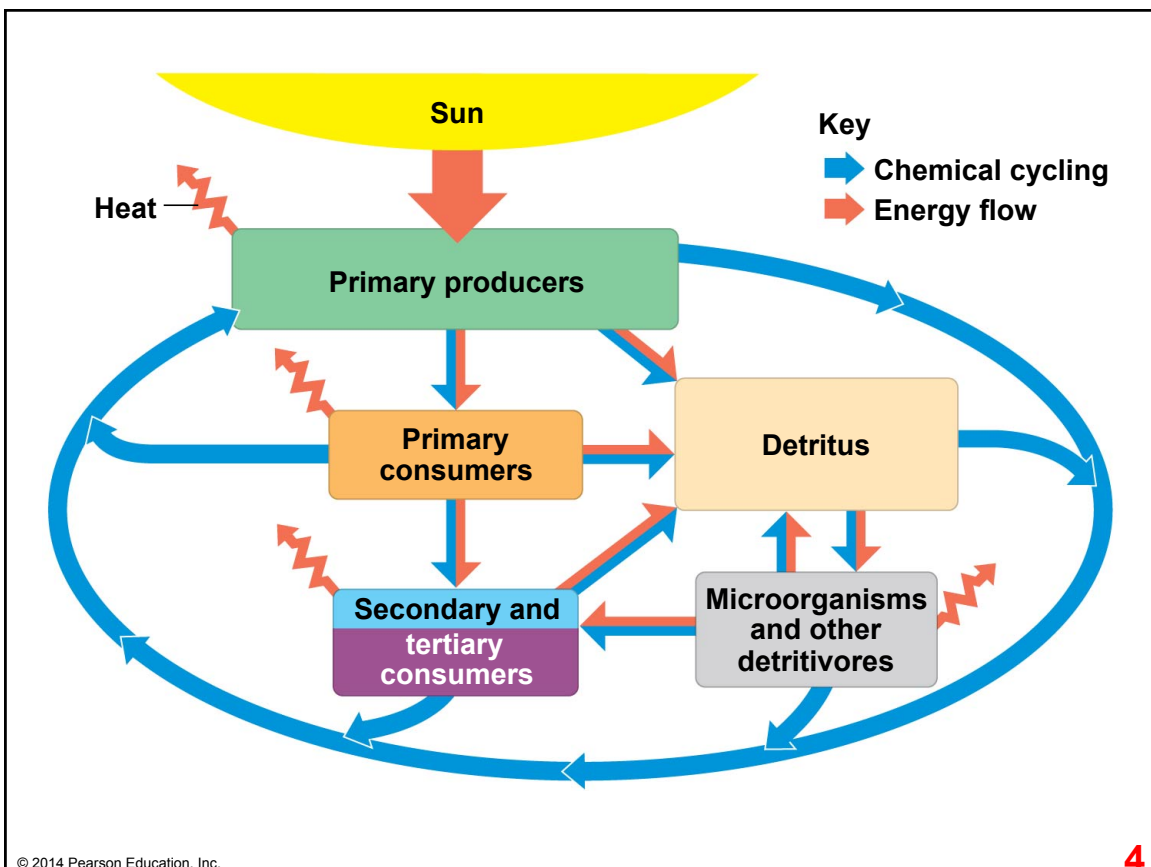 Sun
Key
Chemical cycling
Energy flow
Heat
Primary producers
Primary
consumers
Detritus
Secondary and
tertiary
consumers
Microorganisms
and other
detritivores
© 2014 Pearson Education, Inc.
4